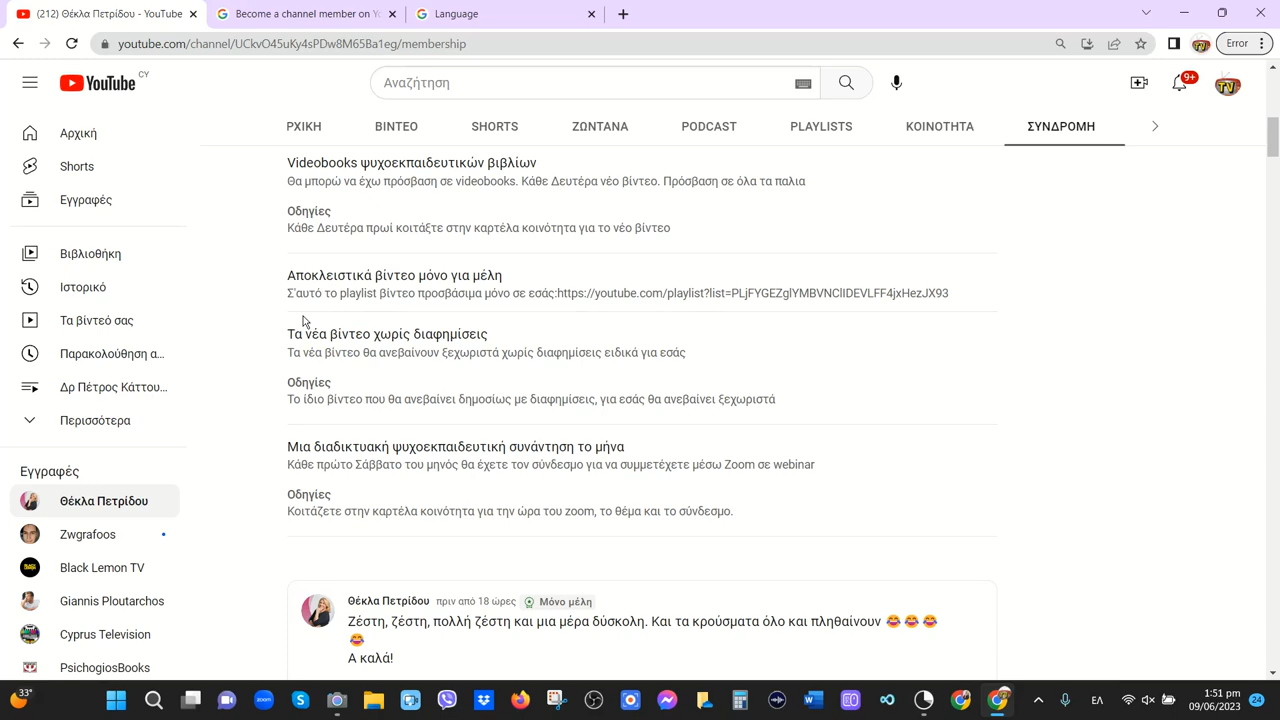 (212) Θέκλα Πετρίδου - YouTube
Become a channel member on Yo
Language
youtube.com/channel/UCkvO45uKy4sPDw8M65Ba1eg/membership
Error
YouTube CY
Αναζήτηση
9+
TV
ΡΧΙΚΗ
ΒΙΝΤΕΟ
SHORTS
ΖΩΝΤΑΝΑ
PODCAST
PLAYLISTS
ΚΟΙΝΟΤΗΤΑ
ΣΥΝΔΡΟΜΗ
Αρχική
Shorts
Εγγραφές
Βιβλιοθήκη
Ιστορικό
Τα βίντεό σας
Παρακολούθηση α...
Δρ Πέτρος Κάττου...
Περισσότερα
Εγγραφές
Θέκλα Πετρίδου
Zwgrafoos
Black Lemon TV
Giannis Ploutarchos
Cyprus Television
PsichogiosBooks
Videobooks ψυχοεκπαιδευτικών βιβλίων
Θα μπορώ να έχω πρόσβαση σε videobooks. Κάθε Δευτέρα νέο βίντεο. Πρόσβαση σε όλα τα παλια
Οδηγίες
Κάθε Δευτέρα πρωί κοιτάξτε στην καρτέλα κοινότητα για το νέο βίντεο
Αποκλειστικά βίντεο μόνο για μέλη
Σ'αυτό το playlist βίντεο προσβάσιμα μόνο σε εσάς:https://youtube.com/playlist?list=PLjFYGEZglYMBVNClIDEVLFF4jxHezJX93
Τα νέα βίντεο χωρίς διαφημίσεις
Τα νέα βίντεο θα ανεβαίνουν ξεχωριστά χωρίς διαφημίσεις ειδικά για εσάς
Οδηγίες
Το ίδιο βίντεο που θα ανεβαίνει δημοσίως με διαφημίσεις, για εσάς θα ανεβαίνει ξεχωριστά
Μια διαδικτυακή ψυχοεκπαιδευτική συνάντηση το μήνα
Κάθε πρώτο Σάββατο του μηνός θα έχετε τον σύνδεσμο για να συμμετέχετε μέσω Zoom σε webinar
Οδηγίες
Κοιτάζετε στην καρτέλα κοινότητα για την ώρα του zoom, το θέμα και το σύνδεσμο.
Θέκλα Πετρίδου πριν από 18 ώρες Μόνο μέλη
Ζέστη, ζέστη, πολλή ζέστη και μια μέρα δύσκολη. Και τα κρούσματα όλο και πληθαίνουν 😂😂😂
😂
Α καλά!
33°
zoom
ΕΛ
1:51 pm
09/06/2023
24